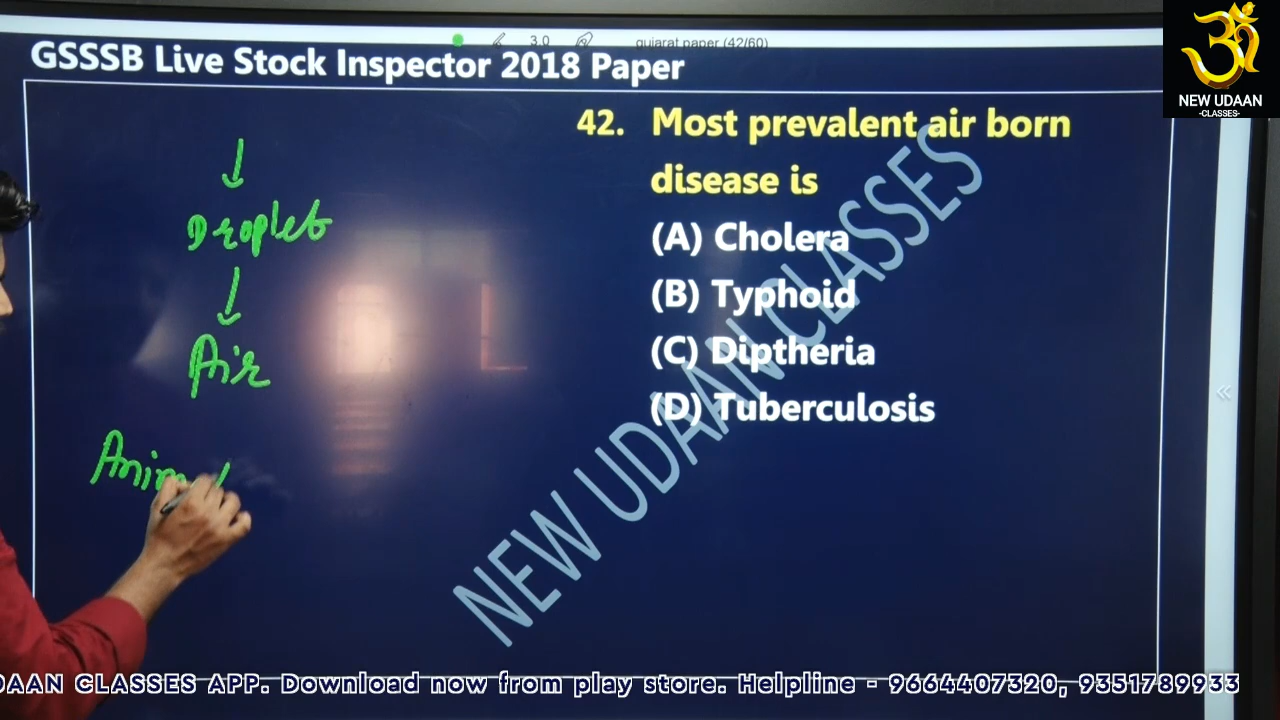 3.0 gujarat paper (42/60)
GSSSB Live Stock Inspector 2018 Paper
NEW UDAAN
-CLASSES-
42. Most prevalent air born
disease is
(A) Cholera
(B) Typhoid
(C) Diptheria
(D) Tuberculosis
Droplet
Air
NEW UDAAN CLASSES
DAAN CLASSES APP. Download now from play store. Helpline - 9664407320, 9351789933